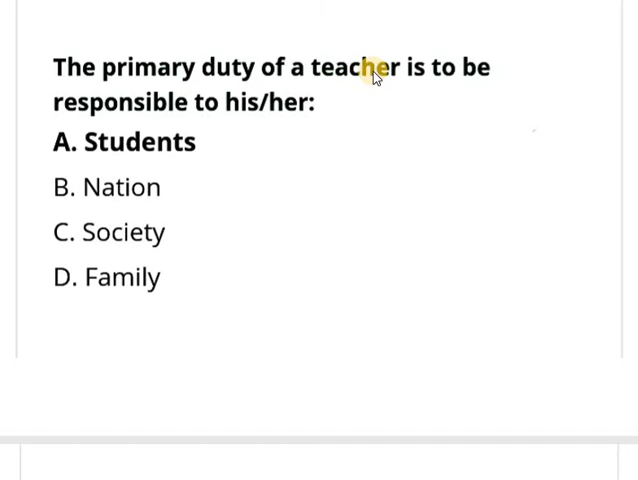 The primary duty of a teacher is to be
responsible to his/her:
A. Students
B. Nation
C. Society
D. Family